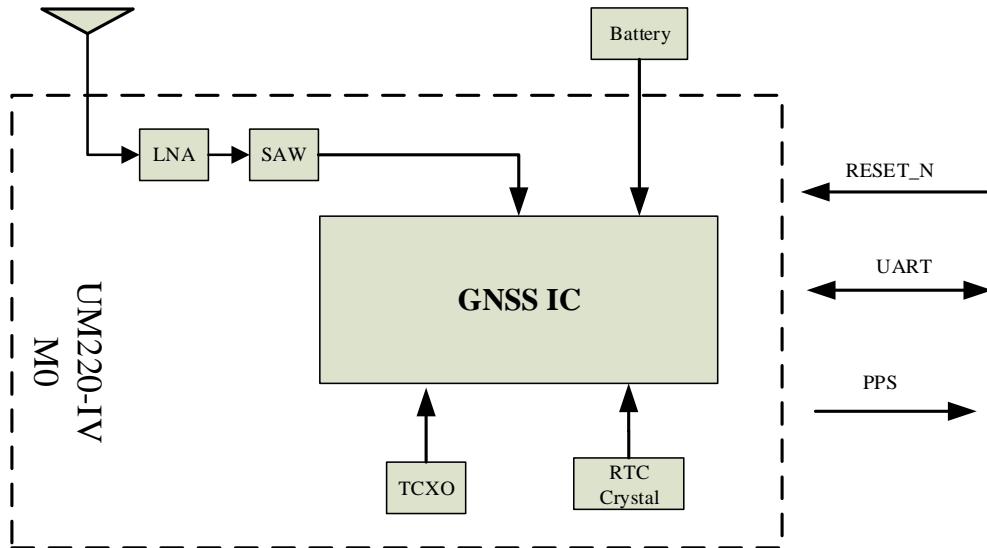 Battery
LNA
SAW
RESET_N
GNSS IC
UART
UM220-IV
M0
PPS
TCXO
RTC
Crystal